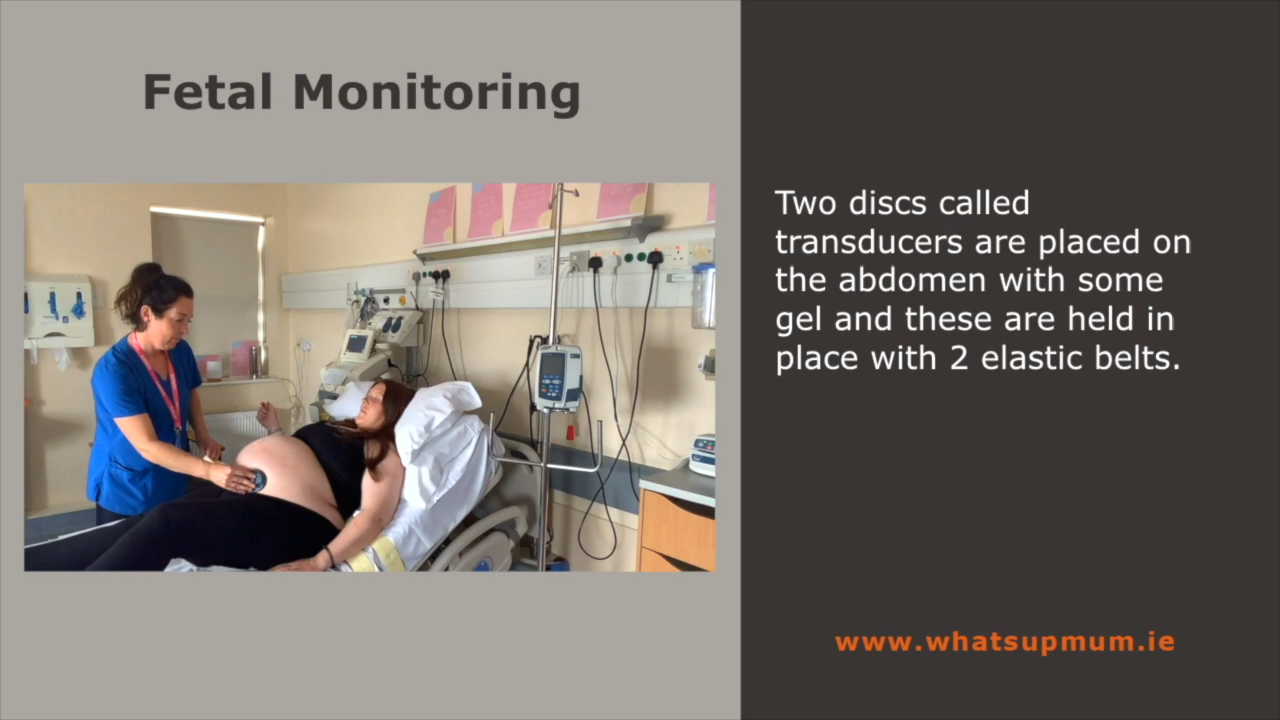 Fetal Monitoring
Two discs called
transducers are placed on
the abdomen with some
gel and these are held in
place with 2 elastic belts.
www.whatsupmum.ie